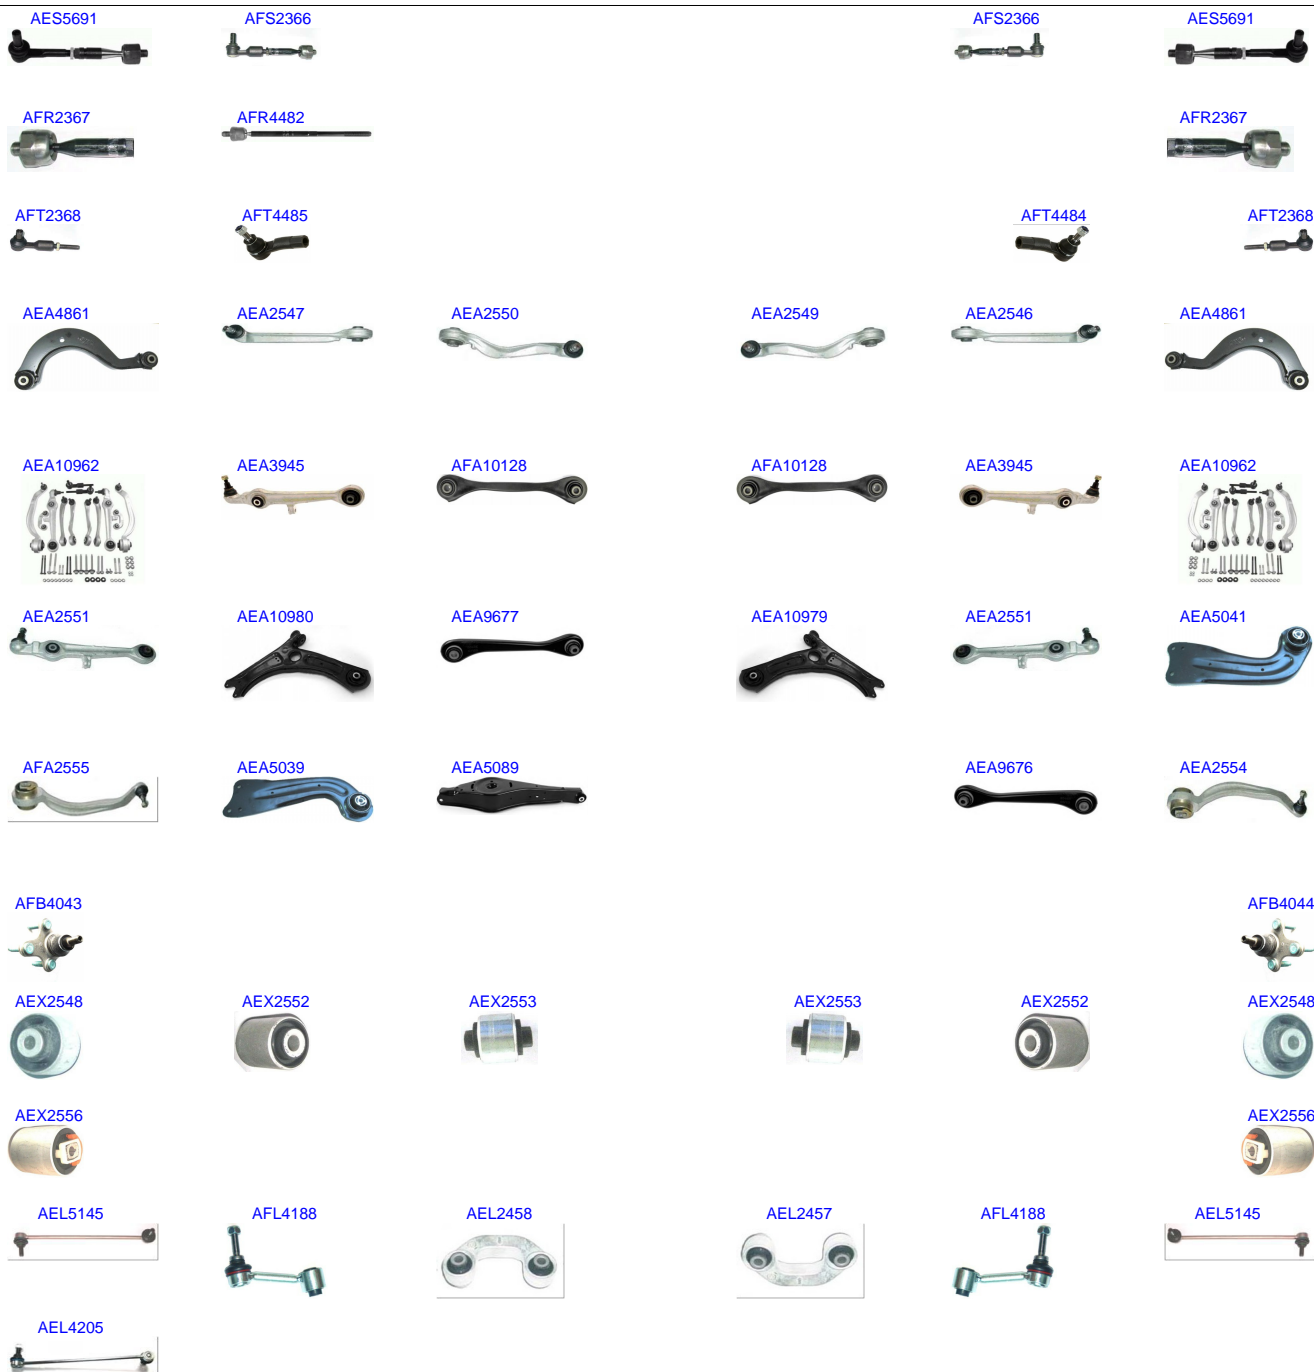 AES5691 AFS2366 AFS2366 AES5691
AFR2367 AFR4482 AFR2367
AFT2368 AFT4485 AFT4484 AFT2368
AEA4861 AEA2547 AEA2550 AEA2549 AEA2546 AEA4861
AEA10962 AEA3945 AFA10128 AFA10128 AEA3945 AEA10962
AEA2551 AEA10980 AEA9677 AEA10979 AEA2551 AEA5041
AFA2555 AEA5039 AEA5089 AEA9676 AEA2554
AFB4043 AFB4044
AEX2548 AEX2552 AEX2553 AEX2553 AEX2552 AEX2548
AEX2556 AEX2556
AEL5145 AFL4188 AEL2458 AEL2457 AFL4188 AEL5145
AEL4205